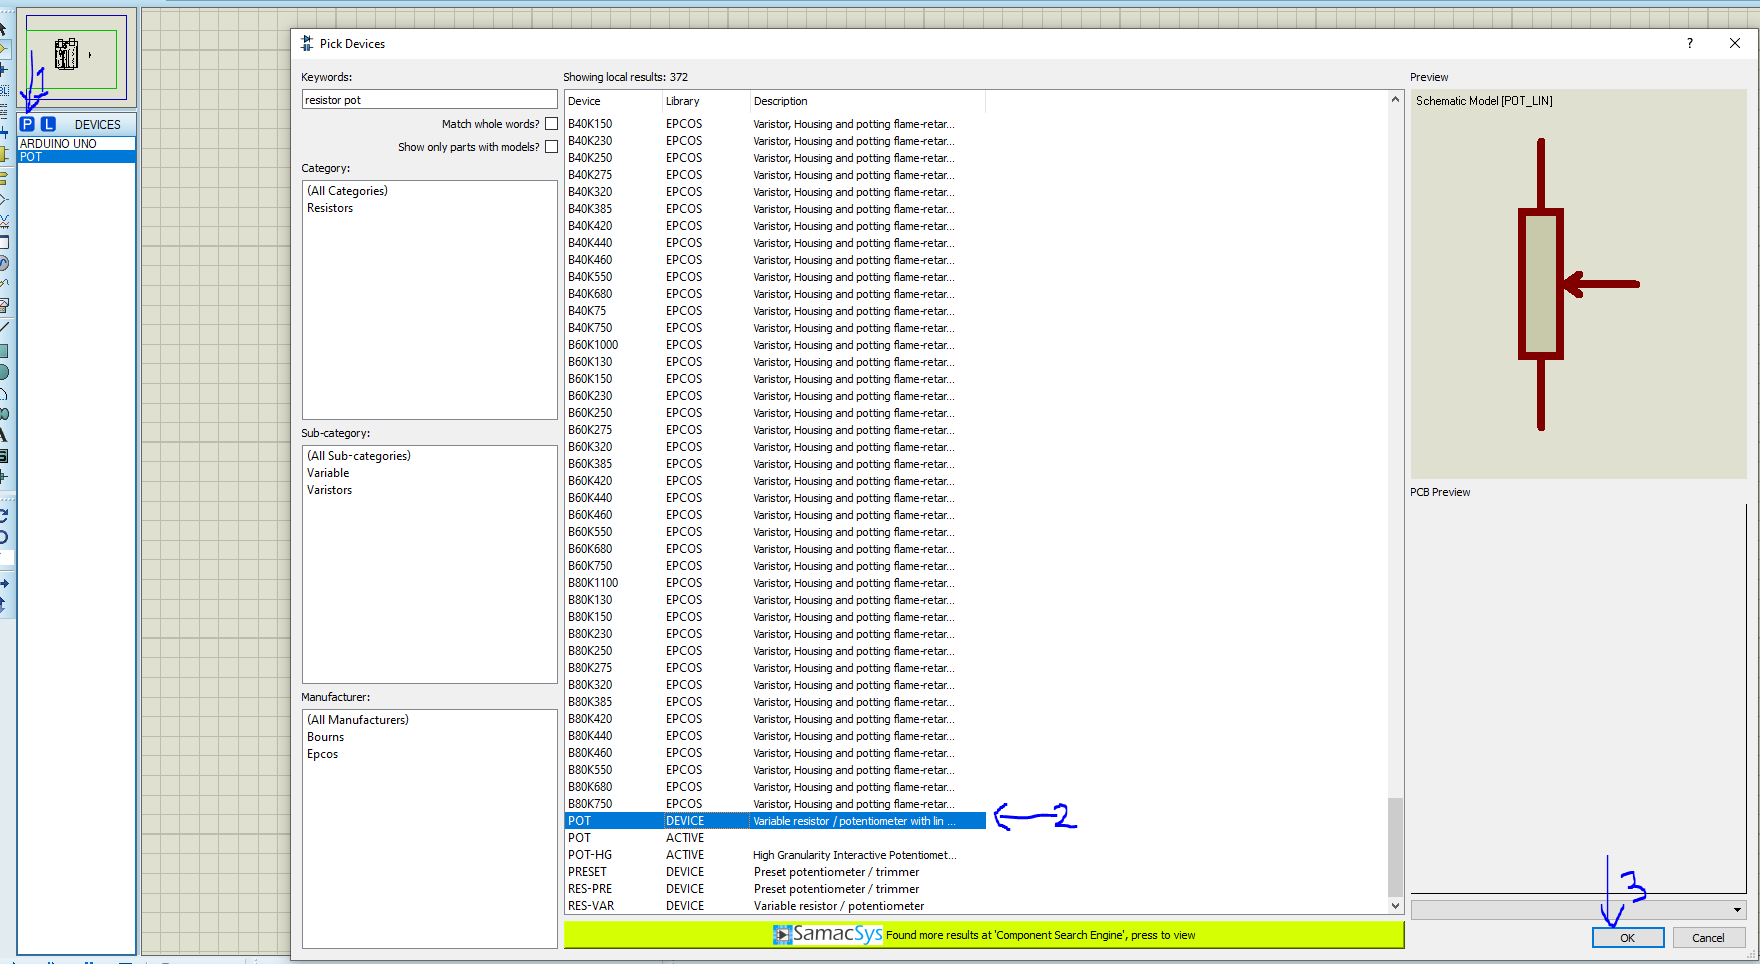 Pick Devices
?
1
P L DEVICES
ARDUINO UNO
POT
Keywords:
resistor pot
Match whole words?
Show only parts with models?
Category:
(All Categories)
Resistors
Sub-category:
(All Sub-categories)
Variable
Varistors
Manufacturer:
(All Manufacturers)
Bourns
Epcos
Showing local results: 372
Device Library Description
B40K150 EPCOS Varistor, Housing and potting flame-retar...
B40K230 EPCOS Varistor, Housing and potting flame-retar...
B40K250 EPCOS Varistor, Housing and potting flame-retar...
B40K275 EPCOS Varistor, Housing and potting flame-retar...
B40K320 EPCOS Varistor, Housing and potting flame-retar...
B40K385 EPCOS Varistor, Housing and potting flame-retar...
B40K420 EPCOS Varistor, Housing and potting flame-retar...
B40K440 EPCOS Varistor, Housing and potting flame-retar...
B40K460 EPCOS Varistor, Housing and potting flame-retar...
B40K550 EPCOS Varistor, Housing and potting flame-retar...
B40K680 EPCOS Varistor, Housing and potting flame-retar...
B40K75 EPCOS Varistor, Housing and potting flame-retar...
B40K750 EPCOS Varistor, Housing and potting flame-retar...
B60K1000 EPCOS Varistor, Housing and potting flame-retar...
B60K130 EPCOS Varistor, Housing and potting flame-retar...
B60K150 EPCOS Varistor, Housing and potting flame-retar...
B60K230 EPCOS Varistor, Housing and potting flame-retar...
B60K250 EPCOS Varistor, Housing and potting flame-retar...
B60K275 EPCOS Varistor, Housing and potting flame-retar...
B60K320 EPCOS Varistor, Housing and potting flame-retar...
B60K385 EPCOS Varistor, Housing and potting flame-retar...
B60K420 EPCOS Varistor, Housing and potting flame-retar...
B60K440 EPCOS Varistor, Housing and potting flame-retar...
B60K460 EPCOS Varistor, Housing and potting flame-retar...
B60K550 EPCOS Varistor, Housing and potting flame-retar...
B60K680 EPCOS Varistor, Housing and potting flame-retar...
B60K750 EPCOS Varistor, Housing and potting flame-retar...
B80K1100 EPCOS Varistor, Housing and potting flame-retar...
B80K130 EPCOS Varistor, Housing and potting flame-retar...
B80K150 EPCOS Varistor, Housing and potting flame-retar...
B80K230 EPCOS Varistor, Housing and potting flame-retar...
B80K250 EPCOS Varistor, Housing and potting flame-retar...
B80K275 EPCOS Varistor, Housing and potting flame-retar...
B80K320 EPCOS Varistor, Housing and potting flame-retar...
B80K385 EPCOS Varistor, Housing and potting flame-retar...
B80K420 EPCOS Varistor, Housing and potting flame-retar...
B80K440 EPCOS Varistor, Housing and potting flame-retar...
B80K460 EPCOS Varistor, Housing and potting flame-retar...
B80K550 EPCOS Varistor, Housing and potting flame-retar...
B80K680 EPCOS Varistor, Housing and potting flame-retar...
B80K750 EPCOS Varistor, Housing and potting flame-retar...
POT DEVICE Variable resistor / potentiometer with lin ...
2
POT ACTIVE
POT-HG ACTIVE High Granularity Interactive Potentiomet...
PRESET DEVICE Preset potentiometer / trimmer
RES-PRE DEVICE Preset potentiometer / trimmer
RES-VAR DEVICE Variable resistor / potentiometer
SamacSys Found more results at 'Component Search Engine', press to view
Preview
Schematic Model [POT_LIN]
PCB Preview
3
OK Cancel